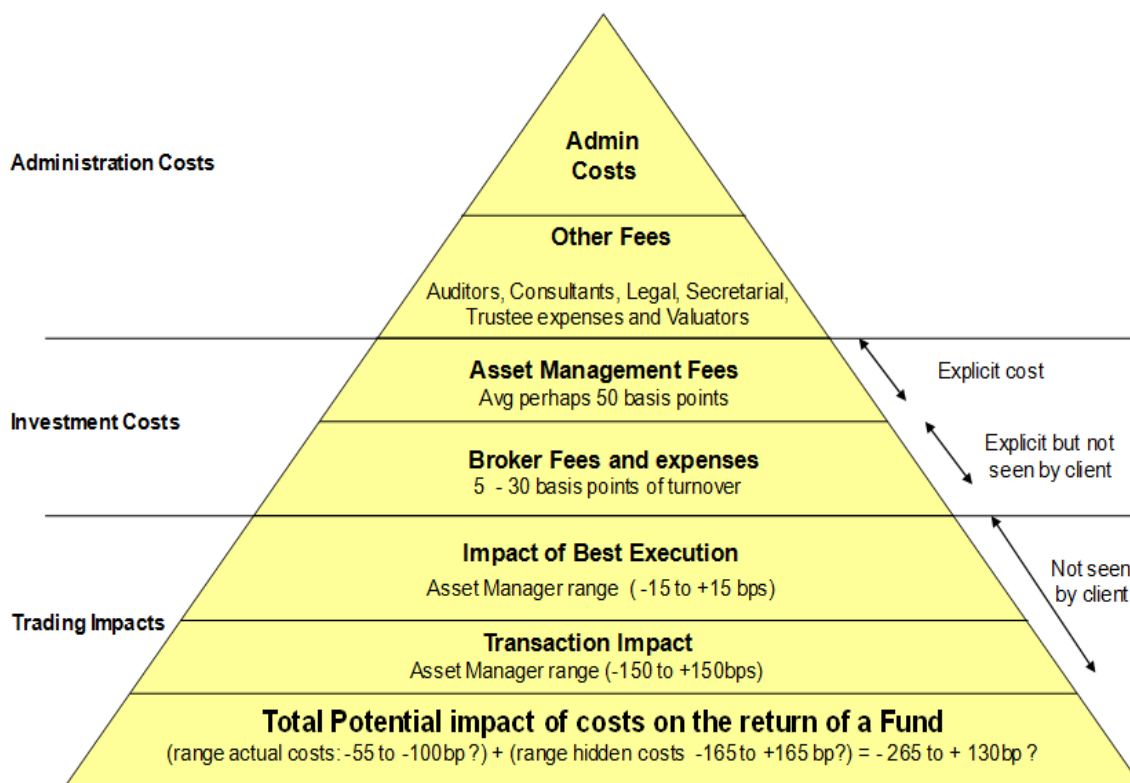 Administration Costs
Admin
Costs
Other Fees
Auditors, Consultants, Legal, Secretarial,
Trustee expenses and Valuators
Investment Costs
Asset Management Fees
Avg perhaps 50 basis points
Explicit cost
Broker Fees and expenses
5 - 30 basis points of turnover
Explicit but not
seen by client
Trading Impacts
Impact of Best Execution
Asset Manager range ( -15 to +15 bps)
Not seen
by client
Transaction Impact
Asset Manager range (-150 to +150bps)
Total Potential impact of costs on the return of a Fund
(range actual costs: -55 to -100bp ?) + (range hidden costs -165 to +165 bp?) = - 265 to + 130bp ?